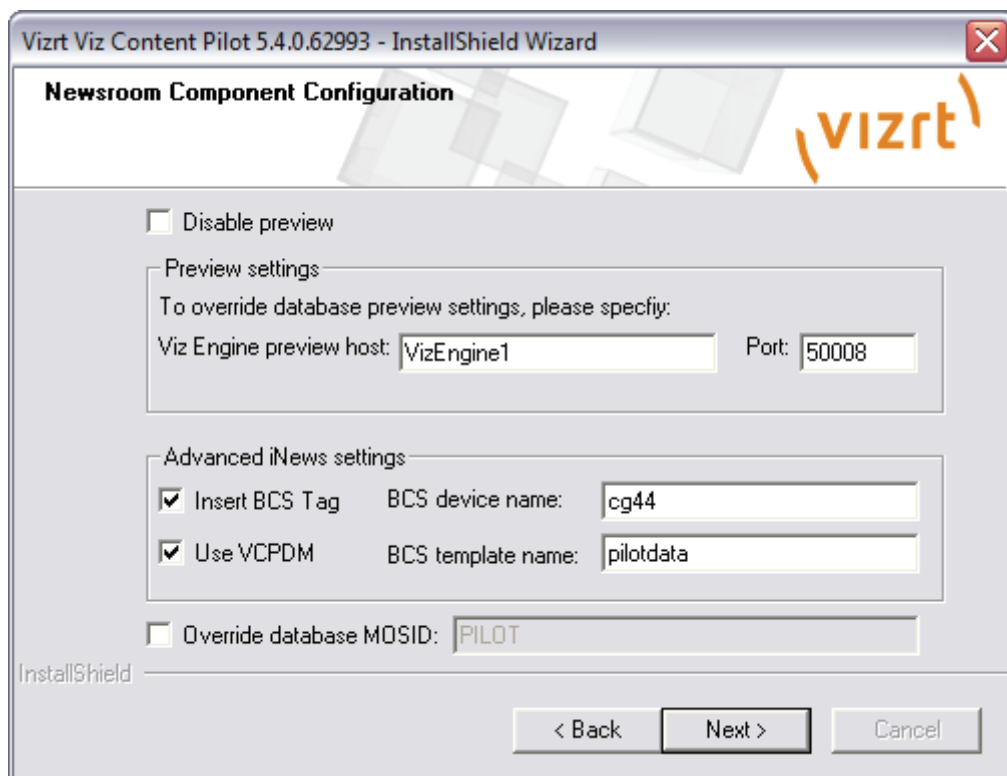 Vizrt Viz Content Pilot 5.4.0.62993 - InstallShield Wizard
Newsroom Component Configuration
vizrt
Disable preview
Preview settings
To override database preview settings, please specfiy:
Viz Engine preview host: VizEngine1 Port: 50008
Advanced iNews settings
Insert BCS Tag BCS device name: cg44
Use VCPDM BCS template name: pilotdata
Override database MOSID: PILOT
InstallShield
< Back Next > Cancel